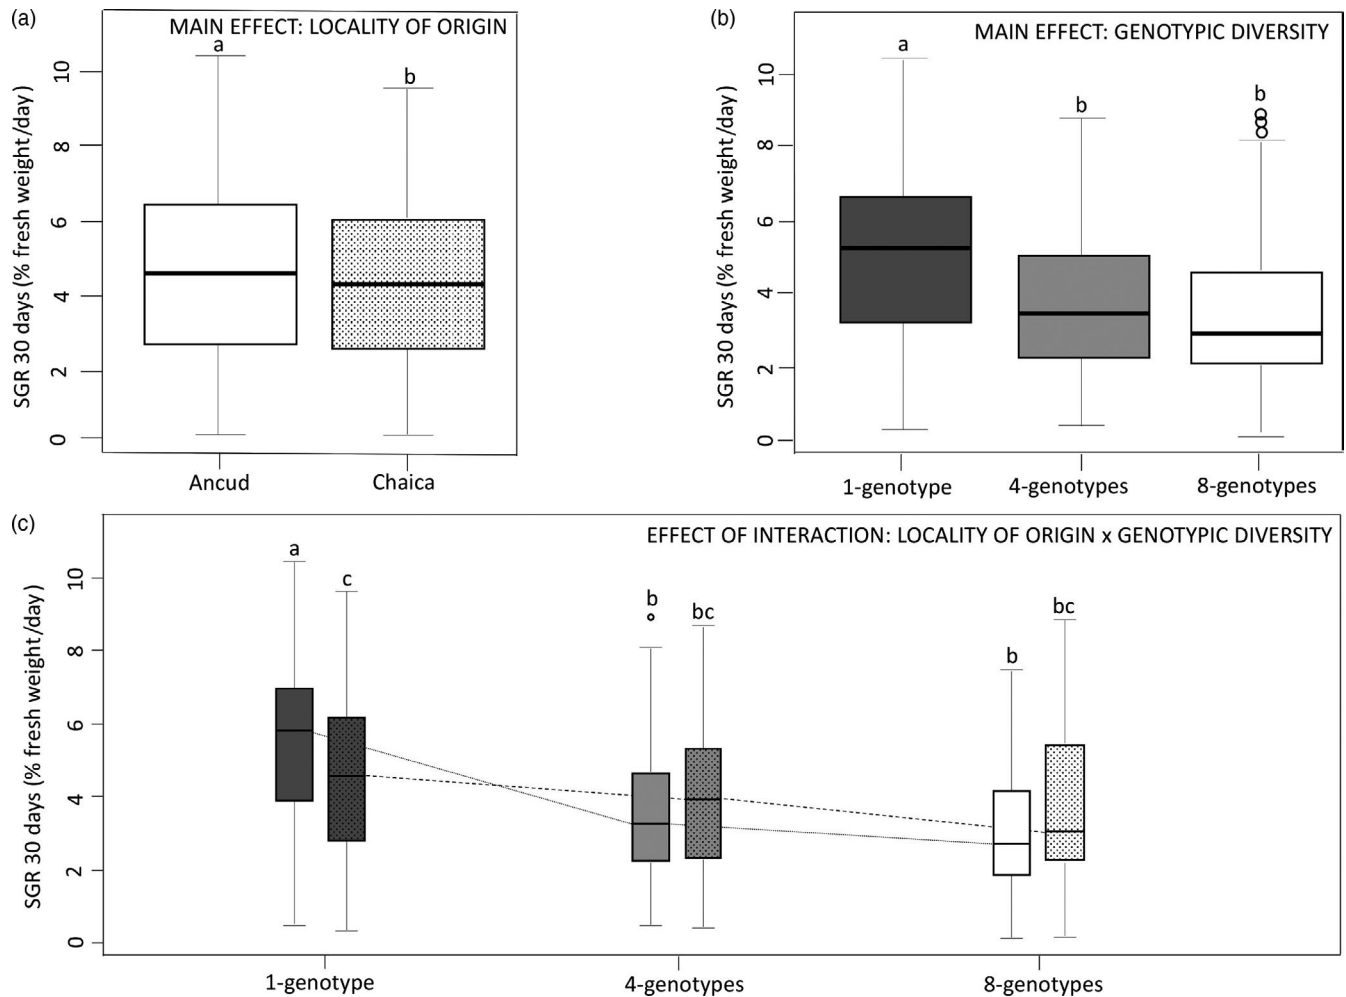 (a)
MAIN EFFECT: LOCALITY OF ORIGIN
a
b
SGR 30 days (% fresh weight/day)
10
8
6
4
2
0
Ancud
Chaica
(b)
MAIN EFFECT: GENOTYPIC DIVERSITY
a
b
b
SGR 30 days (% fresh weight/day)
10
8
6
4
2
0
1-genotype
4-genotypes
8-genotypes
(c)
EFFECT OF INTERACTION: LOCALITY OF ORIGIN x GENOTYPIC DIVERSITY
a
c
b
bc
b
bc
SGR 30 days (% fresh weight/day)
10
8
6
4
2
0
1-genotype
4-genotypes
8-genotypes